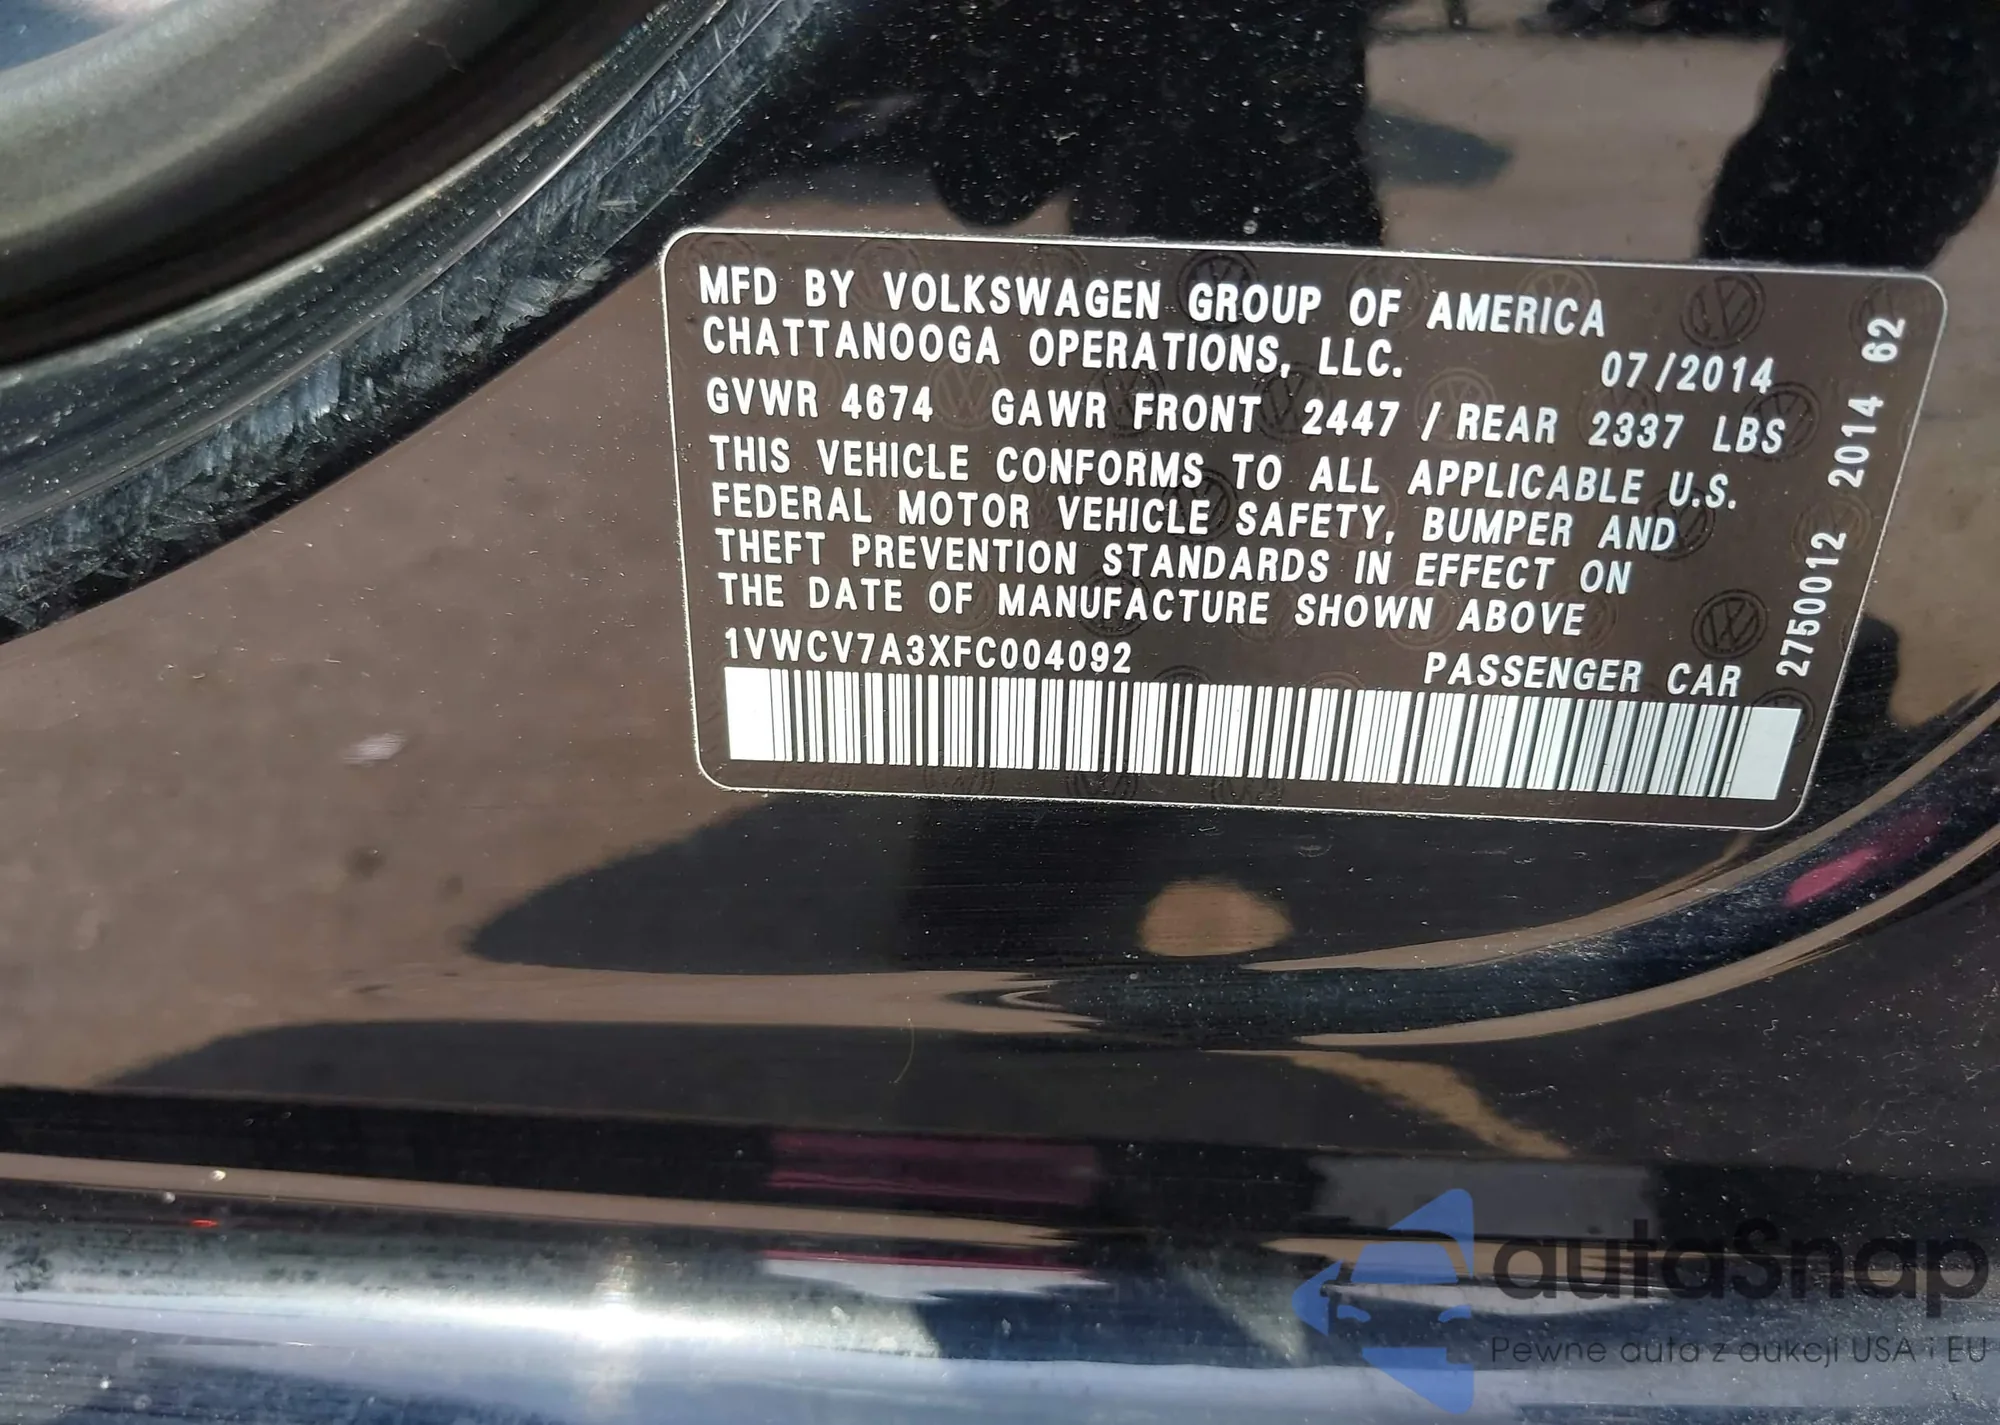 MFD BY VOLKSWAGEN GROUP OF AMERICA
CHATTANOOGA OPERATIONS, LLC. 07/2014
GVWR 4674 GAWR FRONT 2447 / REAR 2337 LBS
THIS VEHICLE CONFORMS TO ALL APPLICABLE U.S.
FEDERAL MOTOR VEHICLE SAFETY, BUMPER AND
THEFT PREVENTION STANDARDS IN EFFECT ON
THE DATE OF MANUFACTURE SHOWN ABOVE
1VWCV7A3XFC004092 PASSENGER CAR
27500012 2014 62
autaSnap
Pewne auta z aukcji USA i EU